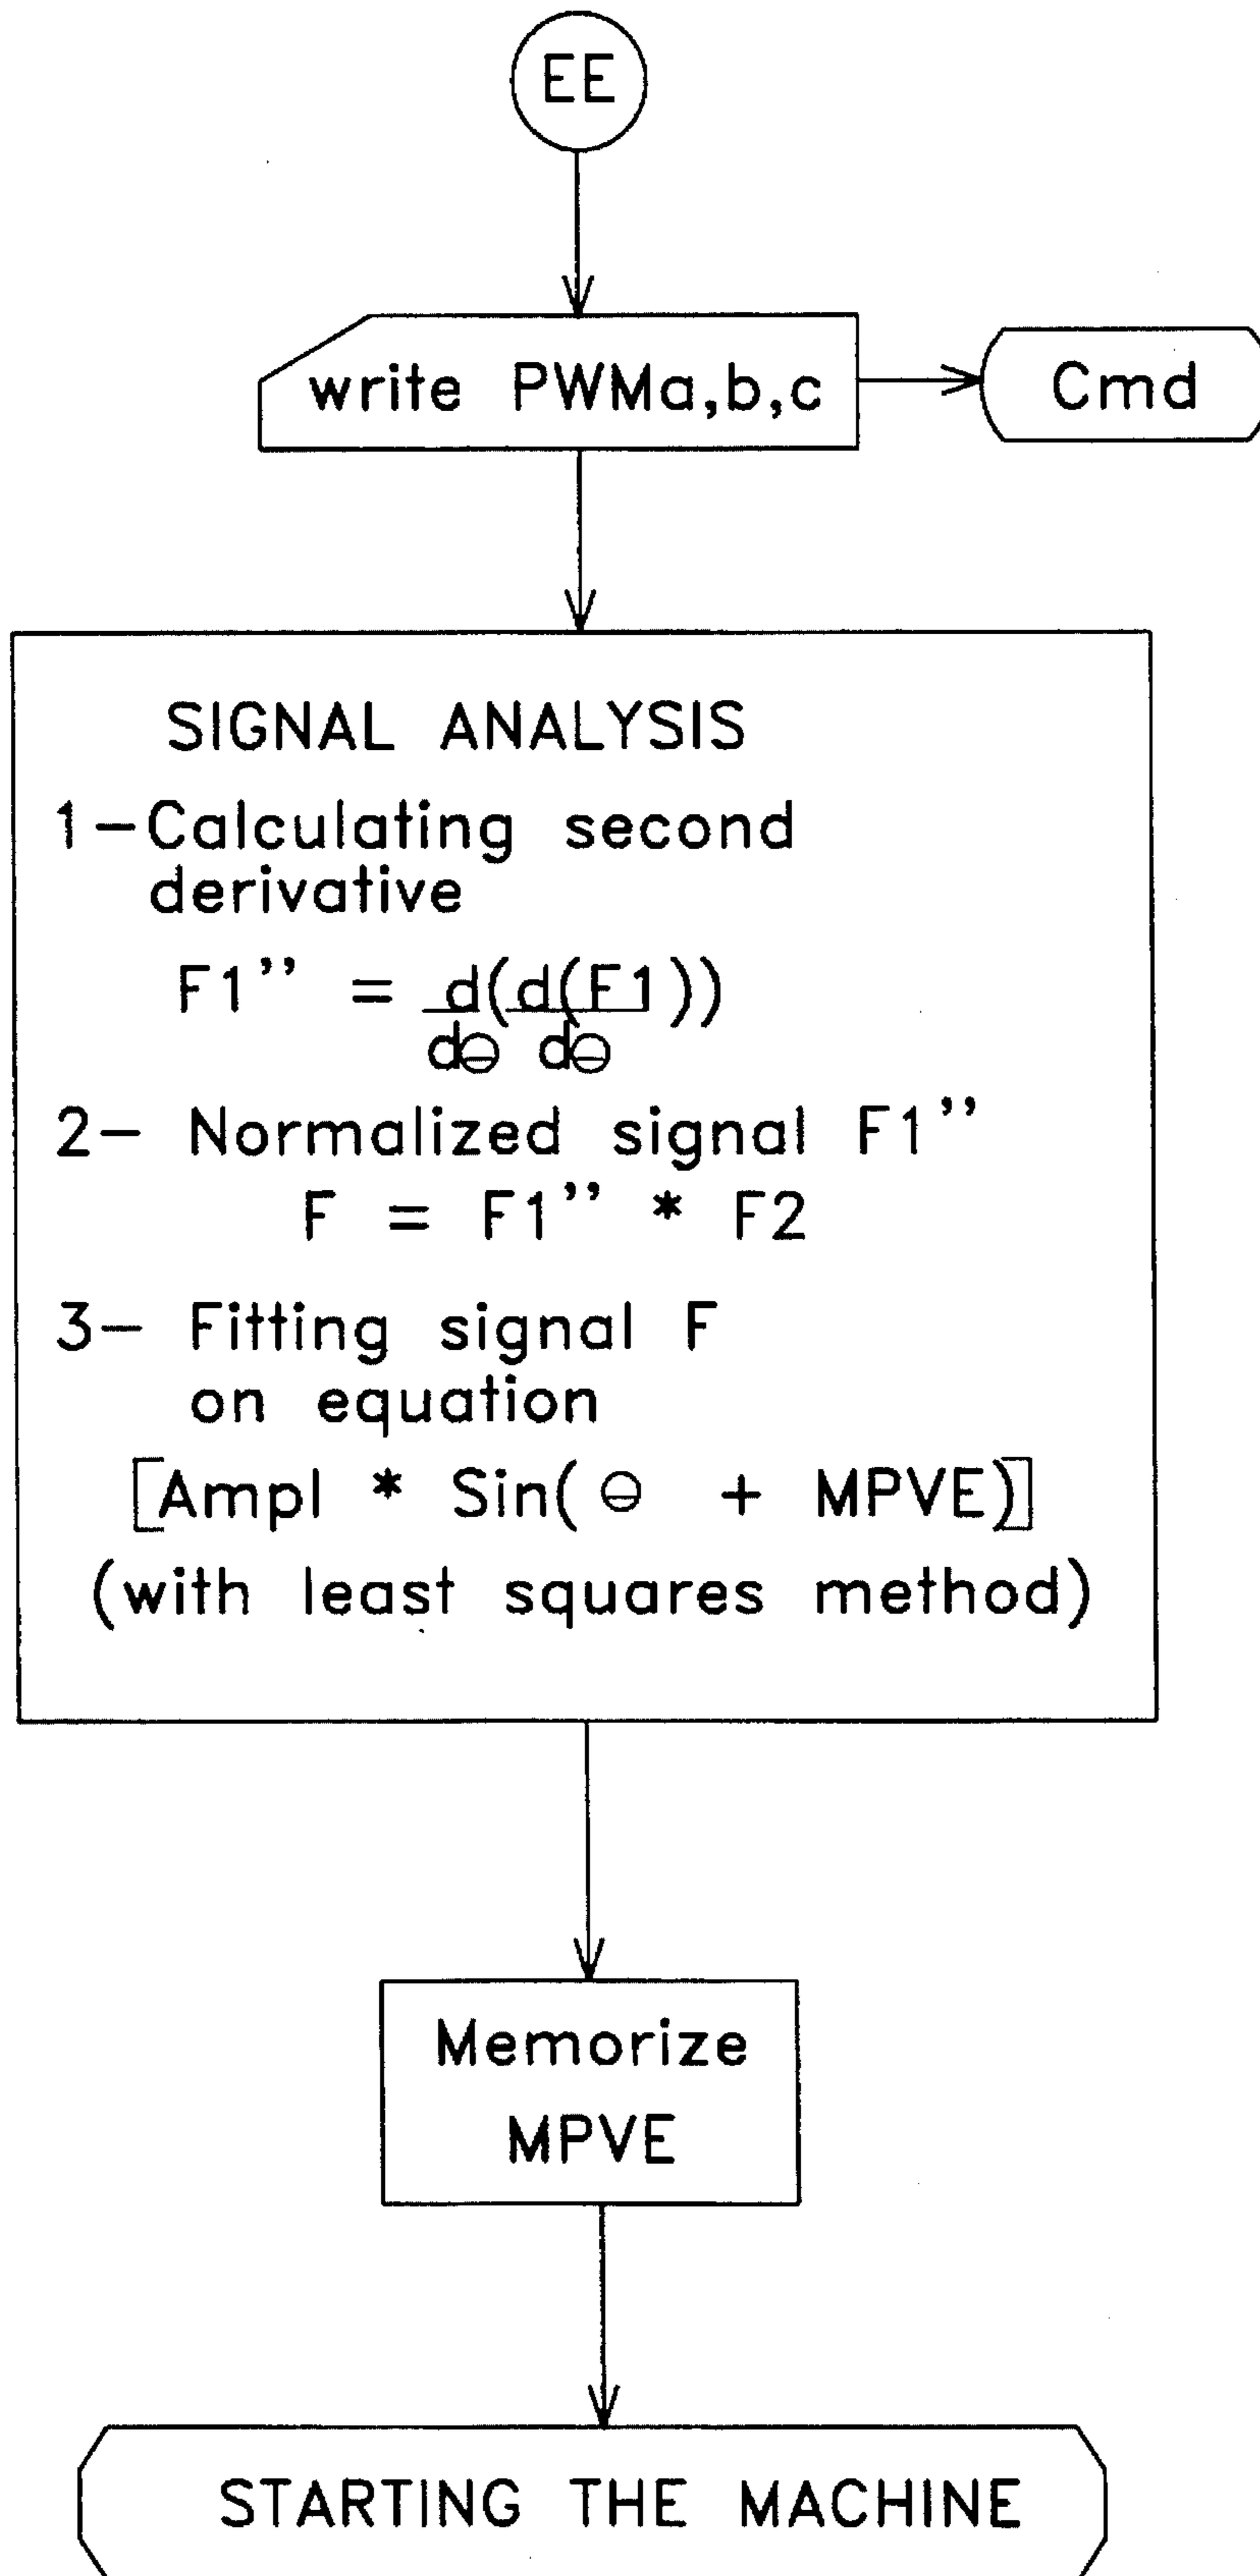 EE
write PWMa,b,c
Cmd
SIGNAL ANALYSIS
1-Calculating second
derivative
F1’’ = d(d(F1))
dϴ dϴ
2- Normalized signal F1’’
F = F1’’ * F2
3- Fitting signal F
on equation
[Ampl * Sin( ϴ + MPVE)]
(with least squares method)
Memorize
MPVE
STARTING THE MACHINE